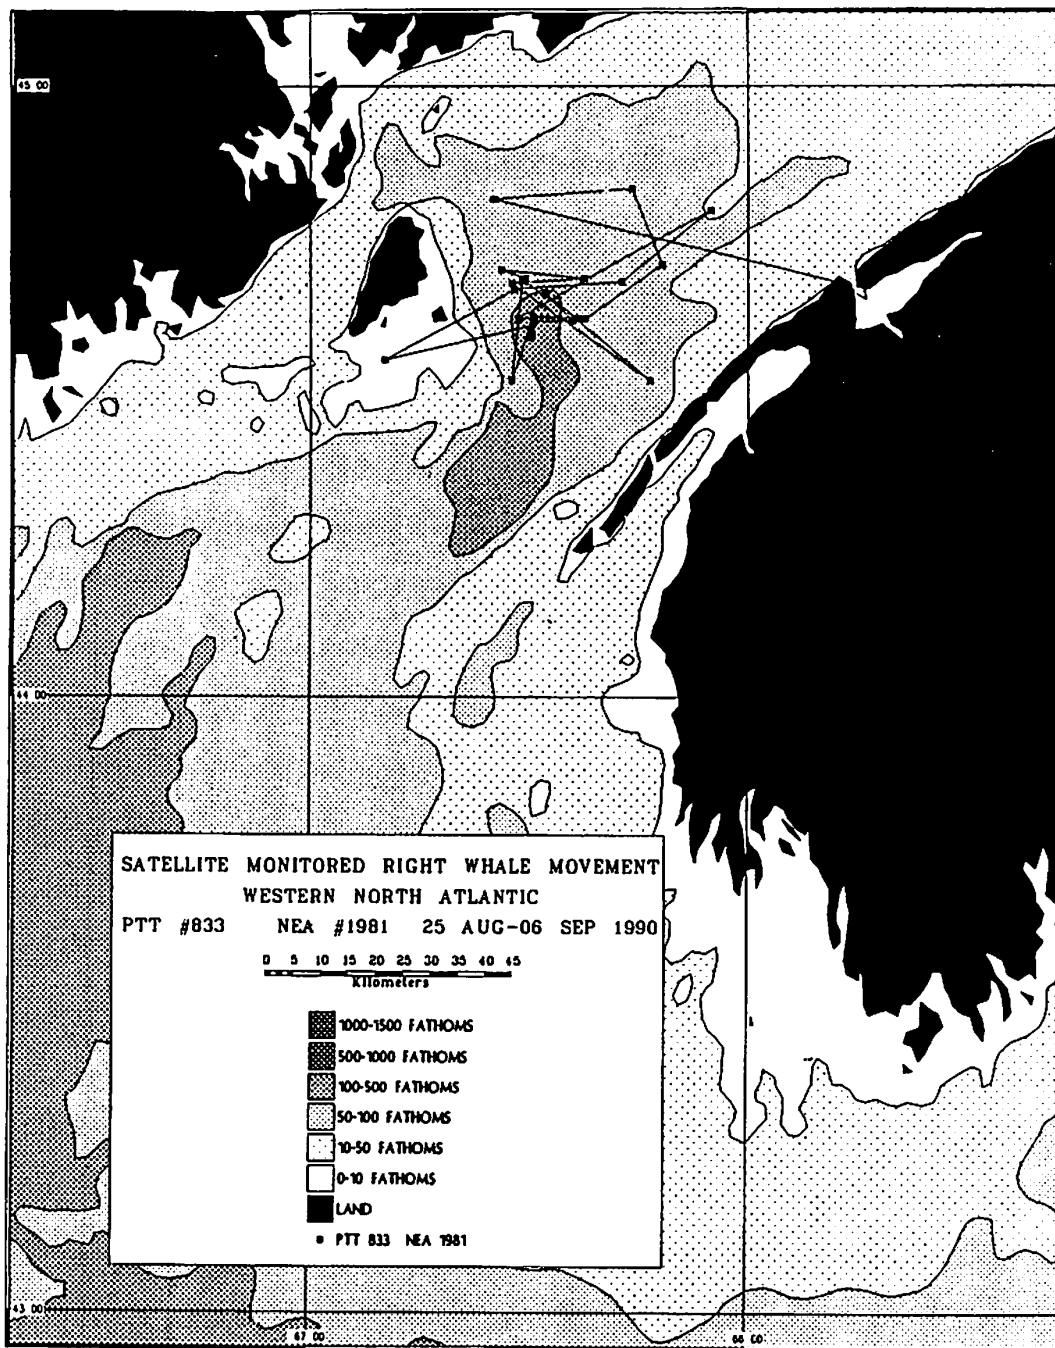 45 00
44 00
SATELLITE MONITORED RIGHT WHALE MOVEMENT
WESTERN NORTH ATLANTIC
PTT #833 NEA #1981 25 AUG-06 SEP 1990
0 5 10 15 20 25 30 35 40 45
Kilometers
1000-1500 FATHOMS
500-1000 FATHOMS
100-500 FATHOMS
50-100 FATHOMS
10-50 FATHOMS
0-10 FATHOMS
LAND
PTT 833 NEA 1981
43 00
67 00
66 00